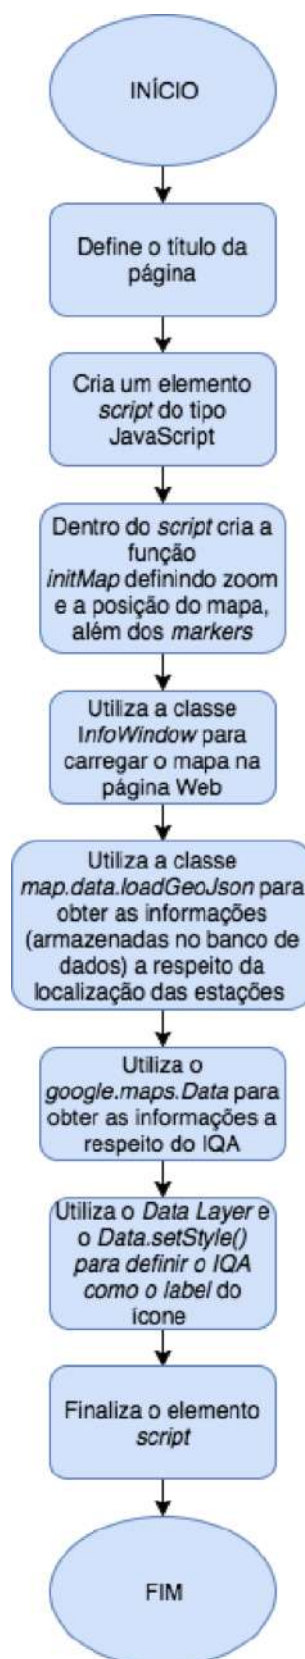 INÍCIO
Define o título da
página
Cria um elemento
script do tipo
JavaScript
Dentro do script cria a
função
initMap definindo zoom
e a posição do mapa,
além dos markers
Utiliza a classe
InfoWindow para
carregar o mapa na
página Web
Utiliza a classe
map.data.loadGeoJson para
obter as informações
(armazenadas no banco de
dados) a respeito da
localização das estações
Utiliza o
google.maps.Data para
obter as informações a
respeito do IQA
Utiliza o Data Layer e
o Data.setStyle()
para definir o IQA
como o label do
ícone
Finaliza o elemento
script
FIM